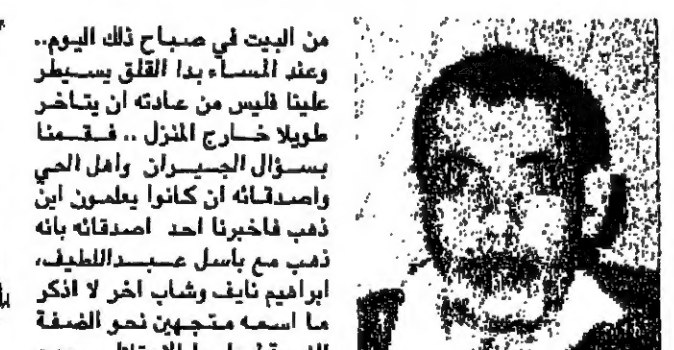 من البيت في صباح ذلك اليوم..
وعند المساء بدا القلق يسيطر
علينا فليس من عادته ان يتاخر
طويلا خارج المنزل .. فقمنا
بسؤال الجيران واهل الحي
واصدقائه ان كانوا يعلمون اين
ذهب فاخبرنا احد اصدقائه بانه
ذهب مع باسل عبداللطيف،
ابراهيم نايف وشاب اخر لا اذكر
ما اسمه متجهين نحو الضفة